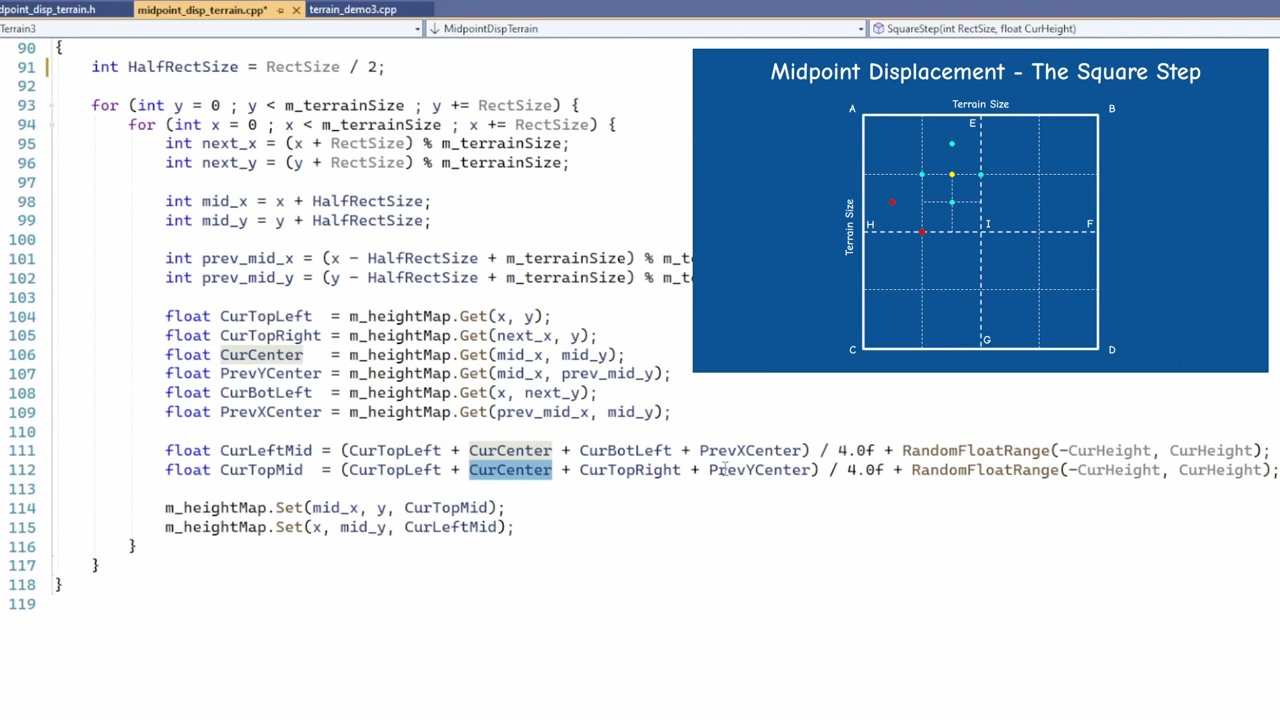 dpoint_disp_terrain.h
midpoint_disp_terrain.cpp*
terrain_demo3.cpp
Terrain3
MidpointDispTerrain
SquareStep(int RectSize, float CurHeight)
90 {
91 int HalfRectSize = RectSize / 2;
92
93 for (int y = 0 ; y < m_terrainSize ; y += RectSize) {
94 for (int x = 0 ; x < m_terrainSize ; x += RectSize) {
95 int next_x = (x + RectSize) % m_terrainSize;
96 int next_y = (y + RectSize) % m_terrainSize;
97
98 int mid_x = x + HalfRectSize;
99 int mid_y = y + HalfRectSize;
100
101 int prev_mid_x = (x - HalfRectSize + m_terrainSize) % m_t
102 int prev_mid_y = (y - HalfRectSize + m_terrainSize) % m_t
103
104 float CurTopLeft = m_heightMap.Get(x, y);
105 float CurTopRight = m_heightMap.Get(next_x, y);
106 float CurCenter = m_heightMap.Get(mid_x, mid_y);
107 float PrevYCenter = m_heightMap.Get(mid_x, prev_mid_y);
108 float CurBotLeft = m_heightMap.Get(x, next_y);
109 float PrevXCenter = m_heightMap.Get(prev_mid_x, mid_y);
110
111 float CurLeftMid = (CurTopLeft + CurCenter + CurBotLeft + PrevXCenter) / 4.0f + RandomFloatRange(-CurHeight, CurHeight);
112 float CurTopMid = (CurTopLeft + CurCenter + CurTopRight + PrevYCenter) / 4.0f + RandomFloatRange(-CurHeight, CurHeight);
113
114 m_heightMap.Set(mid_x, y, CurTopMid);
115 m_heightMap.Set(x, mid_y, CurLeftMid);
116 }
117 }
118 }
119
Midpoint Displacement - The Square Step
Terrain Size
A
B
E
Terrain Size
H
I
F
G
C
D